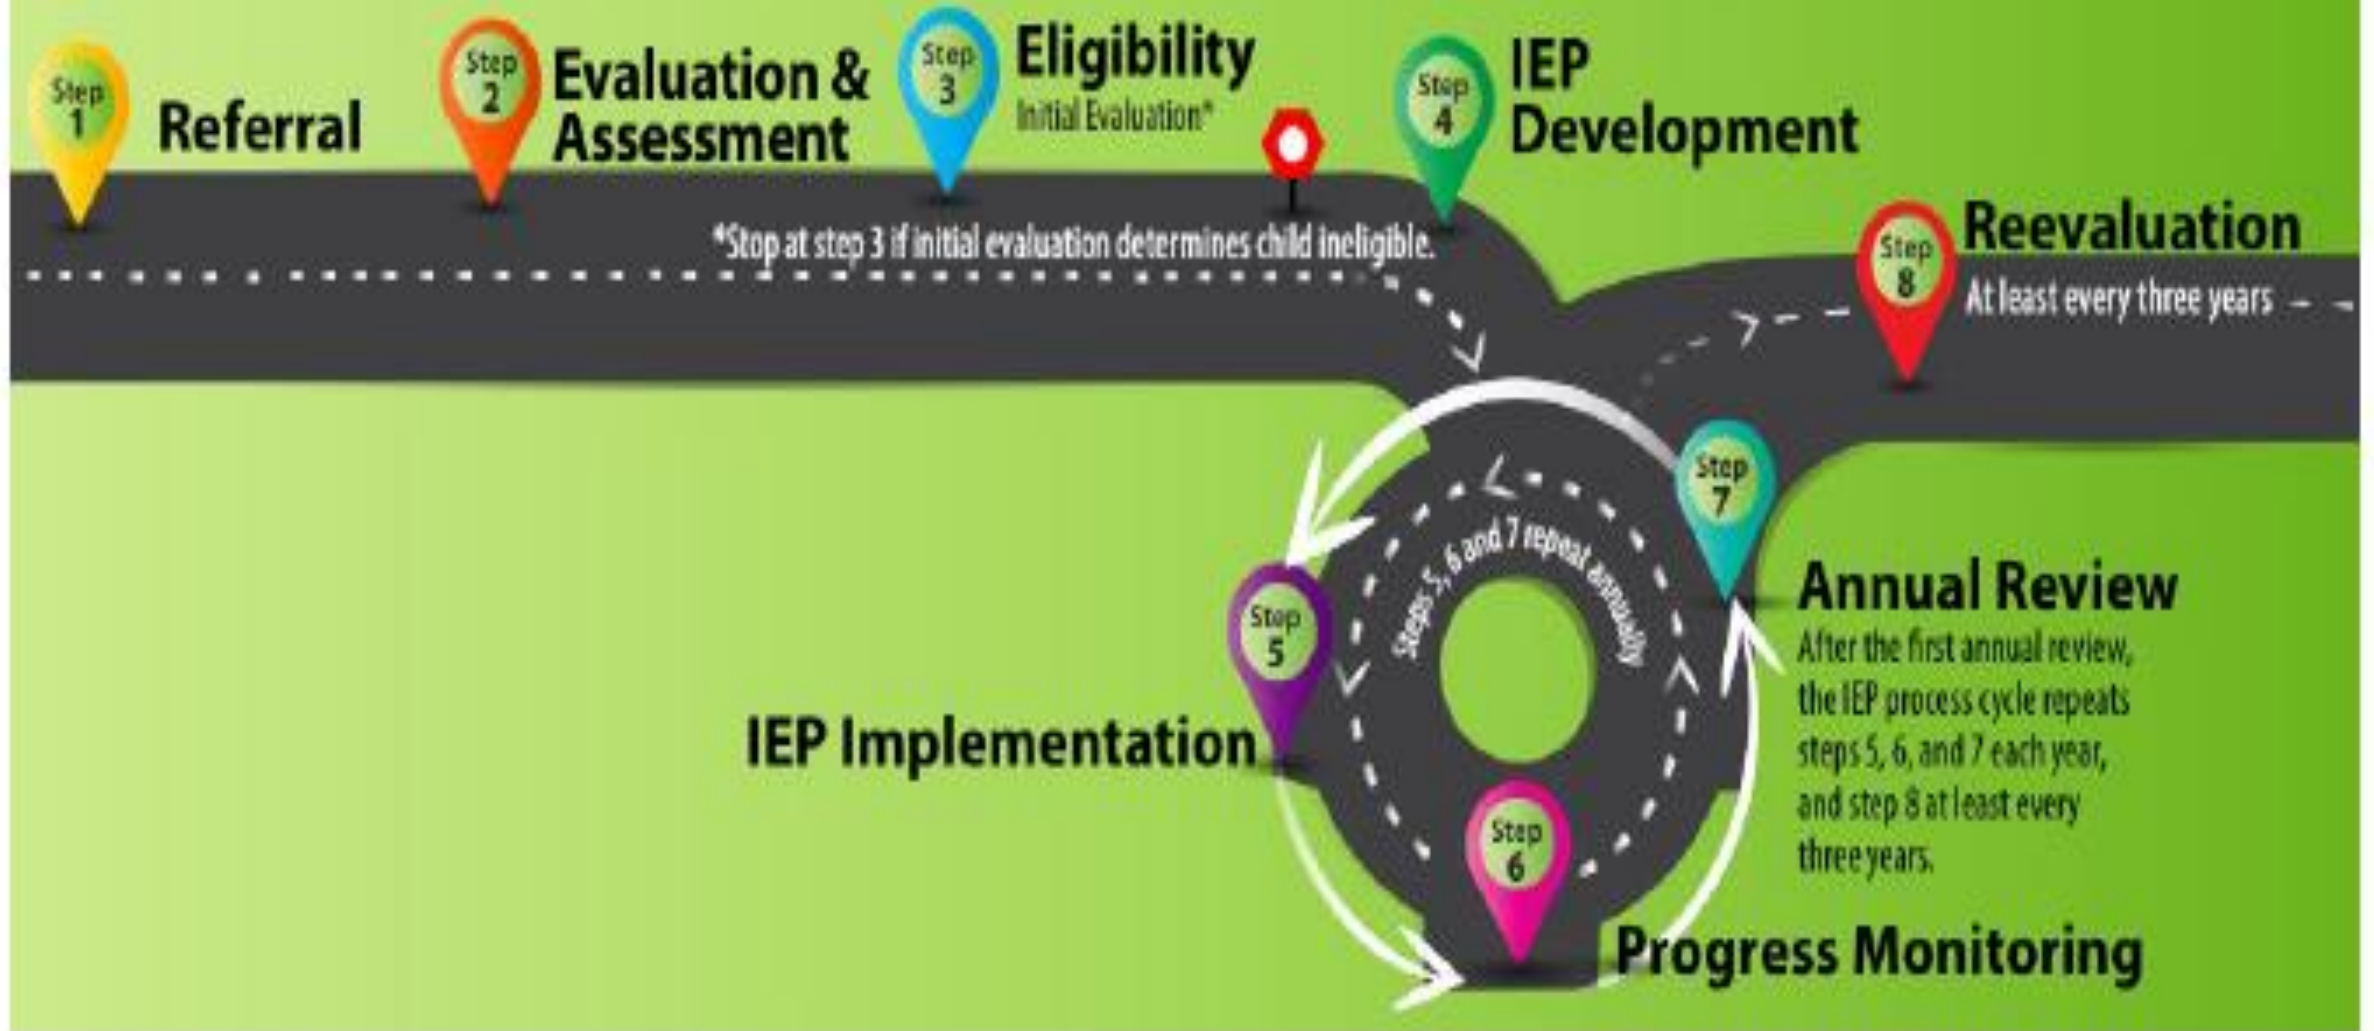 Step
1
Referral
Step
2
Evaluation &
Assessment
Step
3
Eligibility
Initial Evaluation*
Step
4
IEP
Development
*Stop at step 3 if initial evaluation determines child ineligible.
Step
8
Reevaluation
At least every three years
Step
7
Annual Review
After the first annual review,
the IEP process cycle repeats
steps 5, 6, and 7 each year,
and step 8 at least every
three years.
Steps 5, 6 and 7 repeat annually
Step
5
IEP Implementation
Step
6
Progress Monitoring